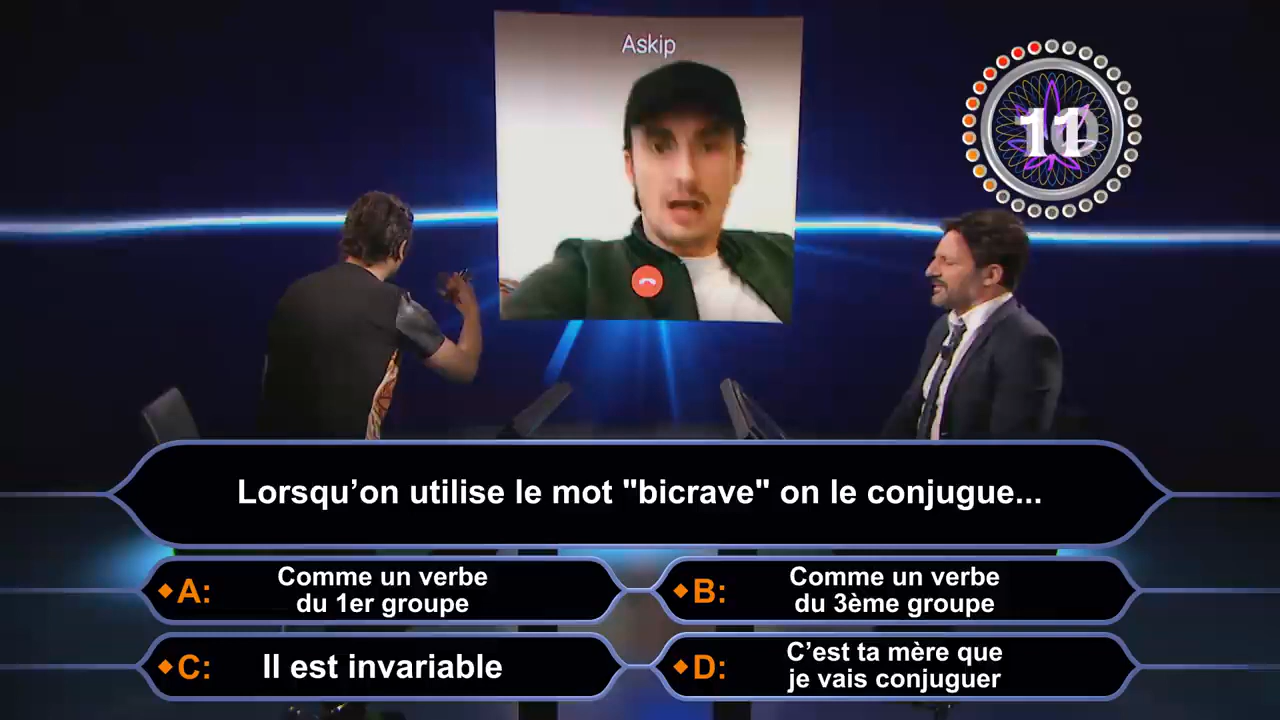 Askip
11
Lorsqu’on utilise le mot "bicrave" on le conjugue...
A: Comme un verbe
du 1er groupe
B: Comme un verbe
du 3ème groupe
C: Il est invariable
D: C’est ta mère que
je vais conjuguer